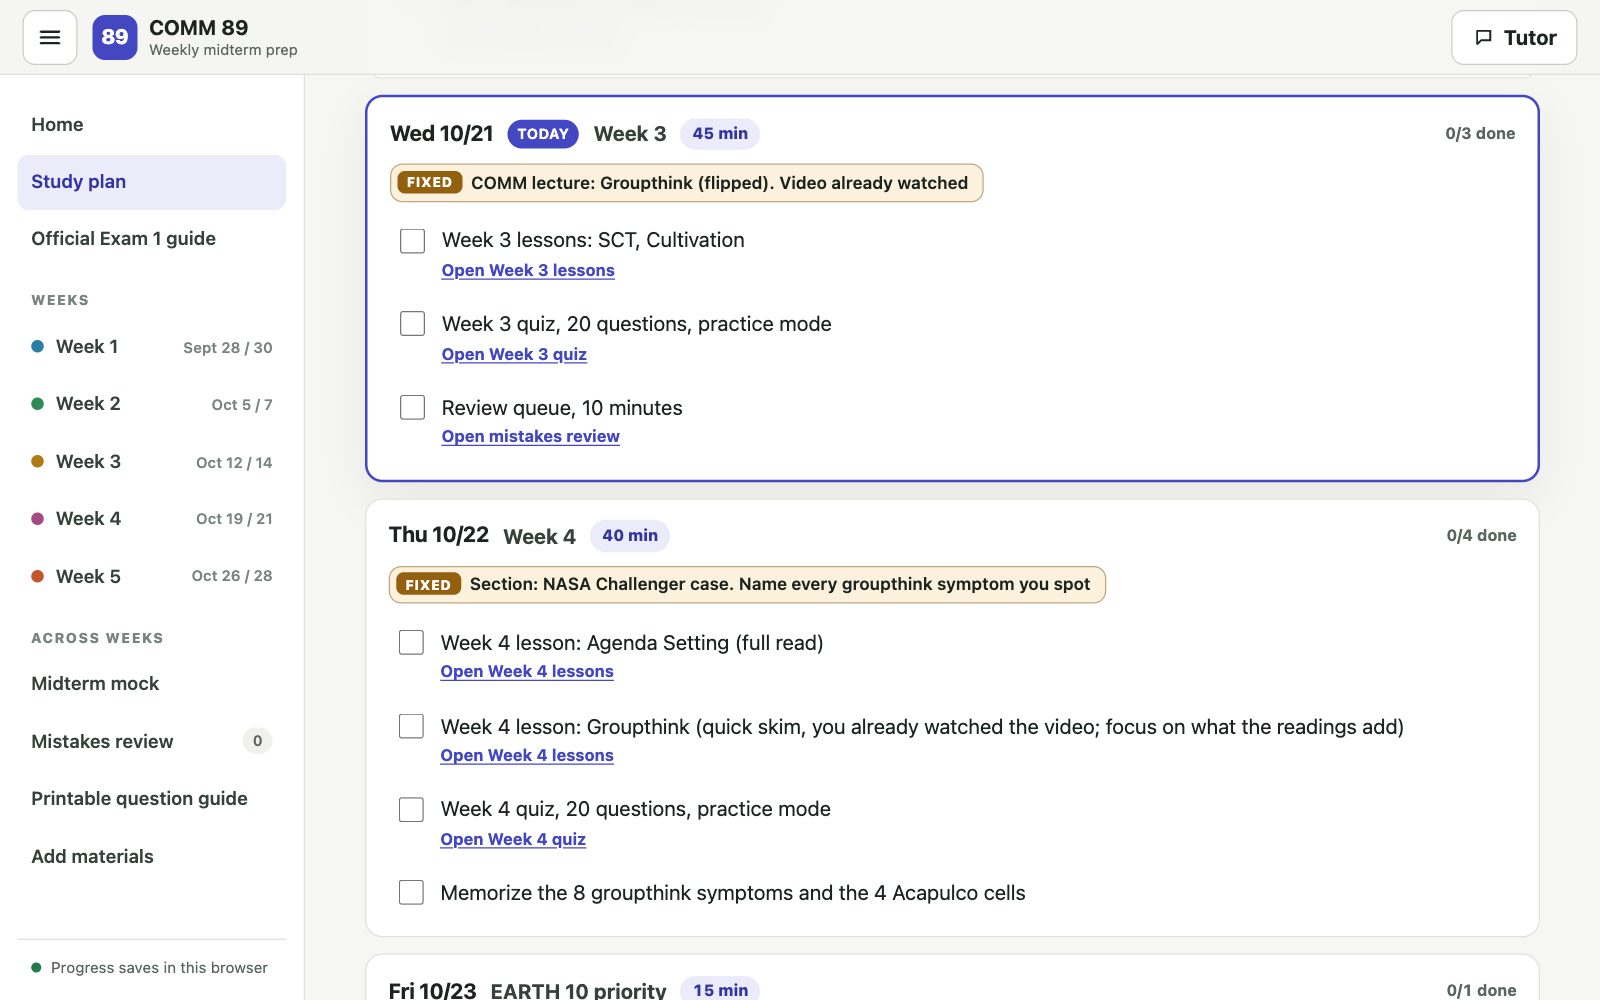 89
COMM 89
Weekly midterm prep
Tutor
Home
Study plan
Official Exam 1 guide
WEEKS
Week 1 Sept 28 / 30
Week 2 Oct 5 / 7
Week 3 Oct 12 / 14
Week 4 Oct 19 / 21
Week 5 Oct 26 / 28
ACROSS WEEKS
Midterm mock
Mistakes review 0
Printable question guide
Add materials
Progress saves in this browser
Wed 10/21 TODAY Week 3 45 min 0/3 done
FIXED COMM lecture: Groupthink (flipped). Video already watched
Week 3 lessons: SCT, Cultivation
Open Week 3 lessons
Week 3 quiz, 20 questions, practice mode
Open Week 3 quiz
Review queue, 10 minutes
Open mistakes review
Thu 10/22 Week 4 40 min 0/4 done
FIXED Section: NASA Challenger case. Name every groupthink symptom you spot
Week 4 lesson: Agenda Setting (full read)
Open Week 4 lessons
Week 4 lesson: Groupthink (quick skim, you already watched the video; focus on what the readings add)
Open Week 4 lessons
Week 4 quiz, 20 questions, practice mode
Open Week 4 quiz
Memorize the 8 groupthink symptoms and the 4 Acapulco cells
Fri 10/23 EARTH 10 priority 15 min 0/1 done